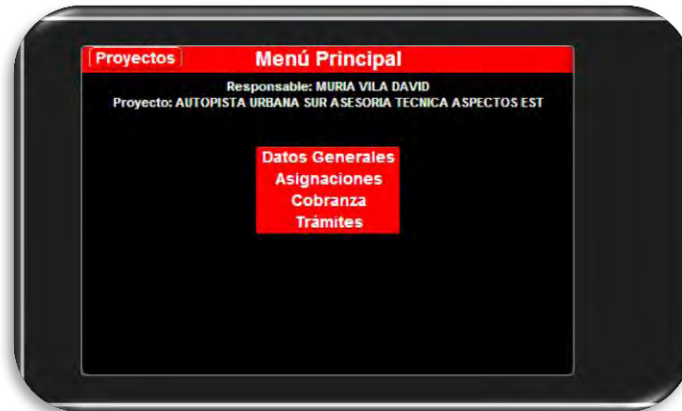 Proyectos
Menú Principal
Responsable: MURIA VILA DAVID
Proyecto: AUTOPISTA URBANA SUR ASESORIA TECNICA ASPECTOS EST
Datos Generales
Asignaciones
Cobranza
Trámites